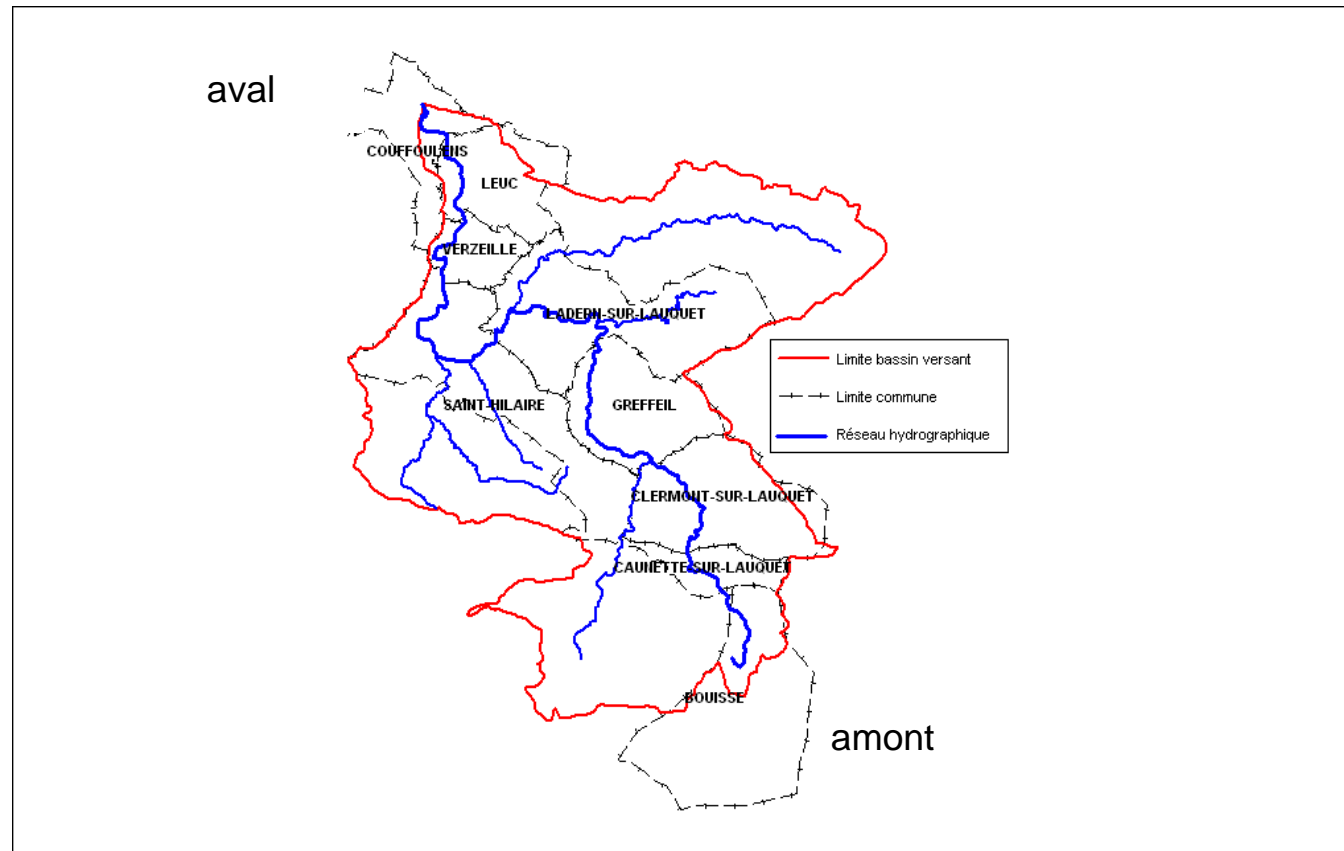 aval
COUFFOULENS
LEUC
VERZEILLE
LADERN-SUR-LAUQUET
Limite bassin versant
Limite commune
Réseau hydrographique
SAINT-HILAIRE
GREFFEIL
CLERMONT-SUR-LAUQUET
CAUNETTE-SUR-LAUQUET
BOUISSE
amont